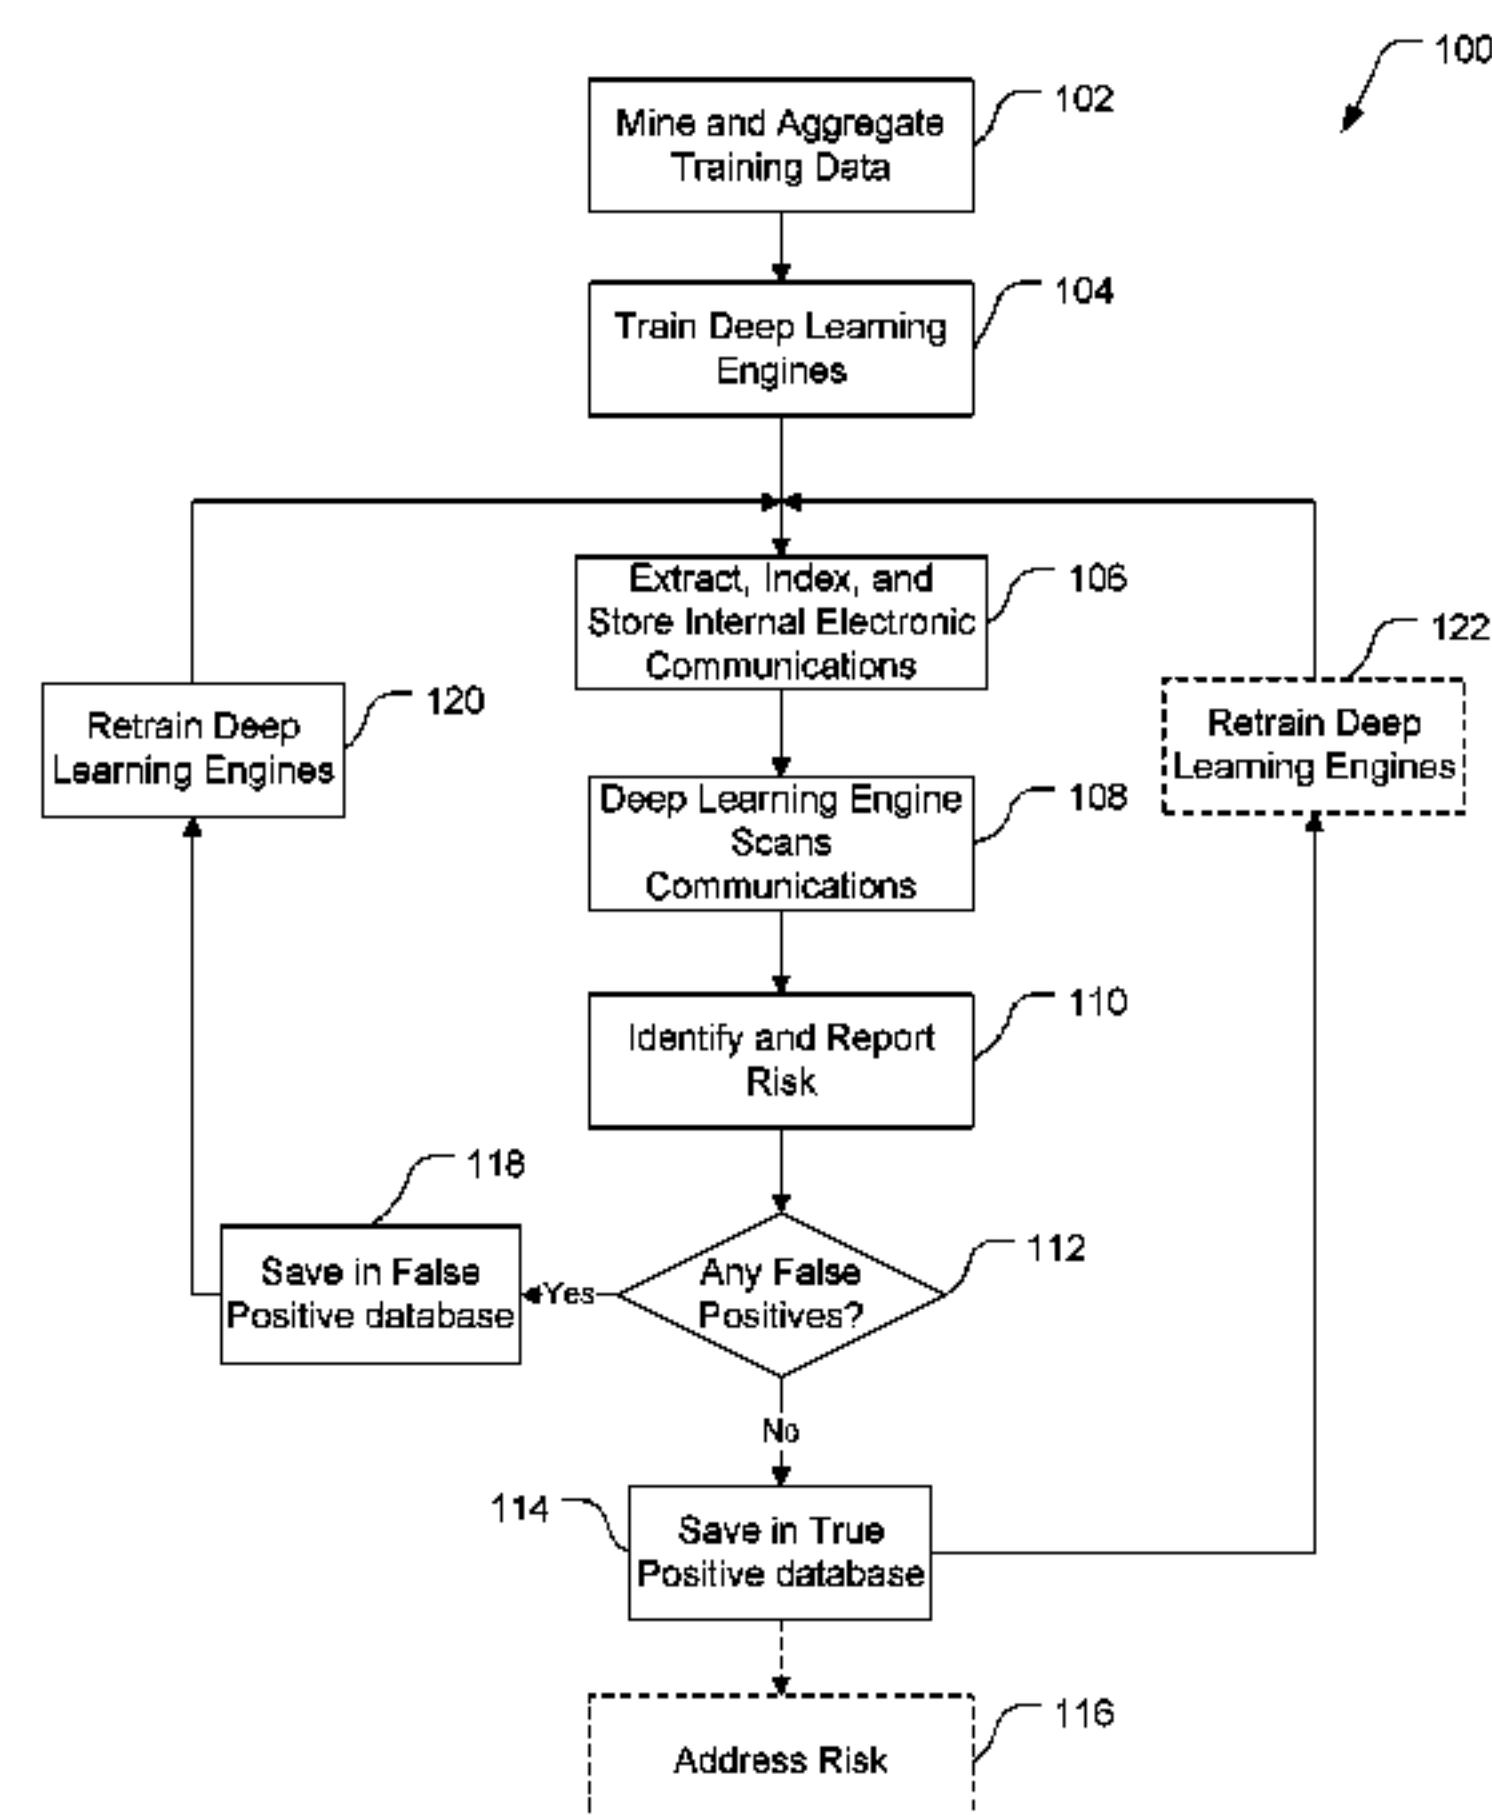 100
102
Mine and Aggregate
Training Data
104
Train Deep Learning
Engines
106
Extract, Index, and
Store Internal Electronic
Communications
122
Retrain Deep
Learning Engines
120
Retrain Deep
Learning Engines
108
Deep Learning Engine
Scans
Communications
110
Identify and Report
Risk
118
Save in False
Positive database
Yes
112
Any False
Positives?
No
114
Save in True
Positive database
116
Address Risk